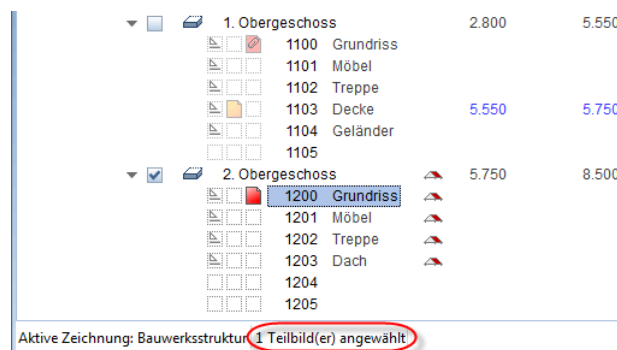 1. Obergeschoss 2.800 5.550
1100 Grundriss
1101 Möbel
1102 Treppe
1103 Decke 5.550 5.750
1104 Geländer
1105
2. Obergeschoss 5.750 8.500
1200 Grundriss
1201 Möbel
1202 Treppe
1203 Dach
1204
1205
Aktive Zeichnung: Bauwerksstruktur 1 Teilbild(er) angewählt